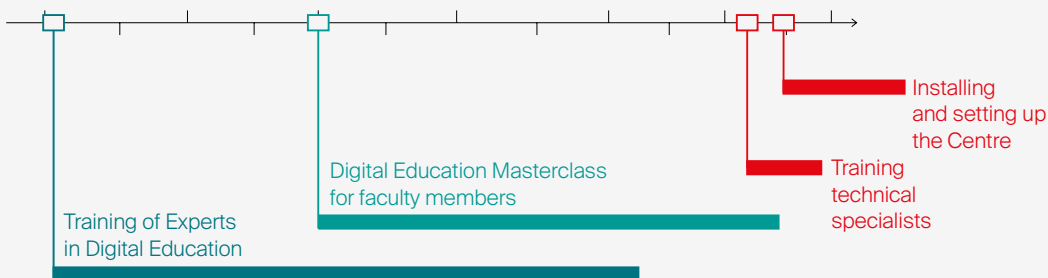 Installing
and setting up
the Centre
Digital Education Masterclass
for faculty members
Training
technical
specialists
Training of Experts
in Digital Education